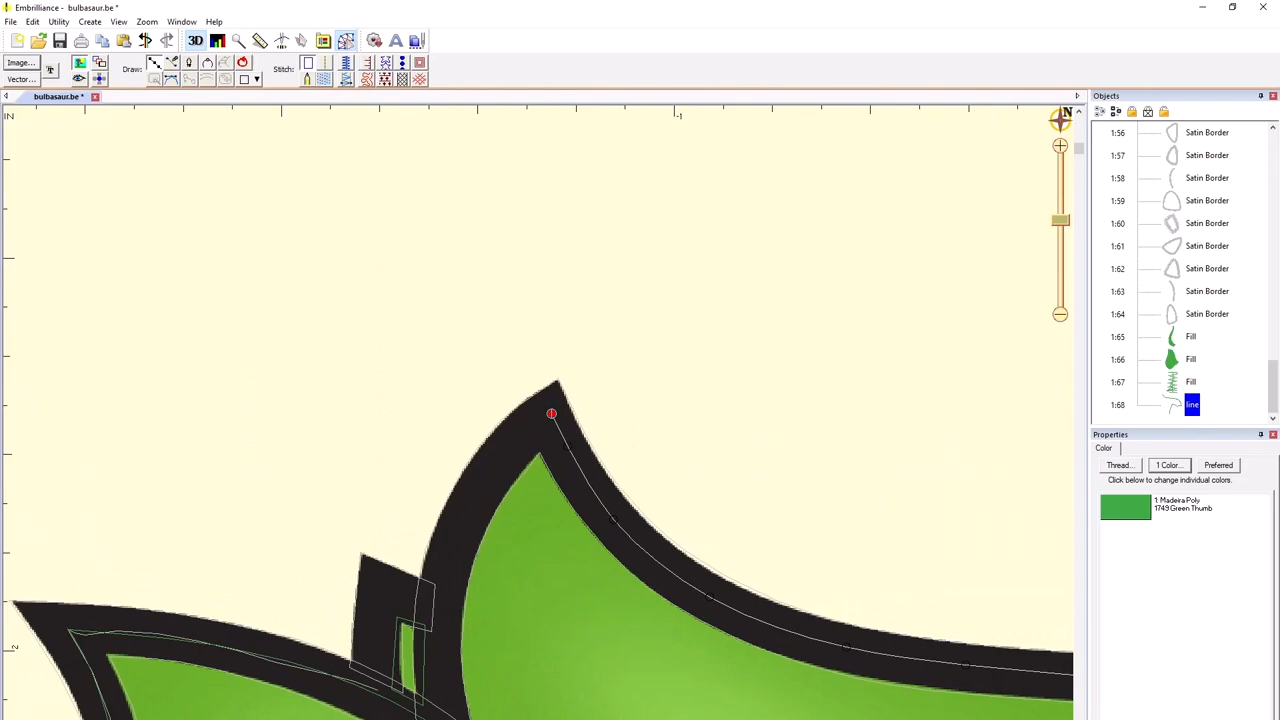 Embrilliance - bulbasaur.be *
File Edit Utility Create View Zoom Window Help
3D
Image... Draw: Stitch:
Vector...
bulbasaur.be *
Objects
IN -1 N
1:56 Satin Border
1:57 Satin Border
1:58 Satin Border
1:59 Satin Border
1:60 Satin Border
1:61 Satin Border
1:62 Satin Border
1:63 Satin Border
1:64 Satin Border
1:65 Fill
1:66 Fill
1:67 Fill
1:68 line
Properties
Color
Thread... 1 Color... Preferred
Click below to change individual colors.
1: Madeira Poly
1749 Green Thumb
2